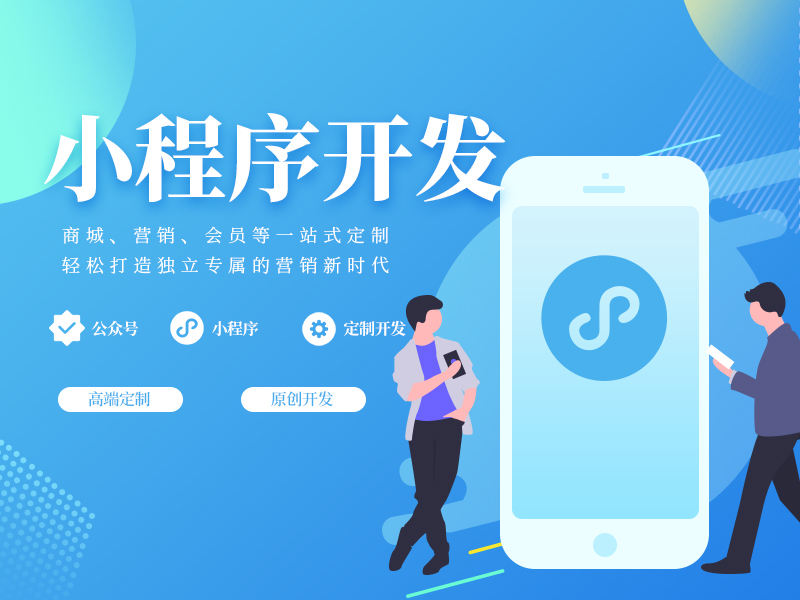 小程序开发
商城、营销、会员等一站式定制
轻松打造独立专属的营销新时代
公众号 小程序 定制开发
高端定制 原创开发